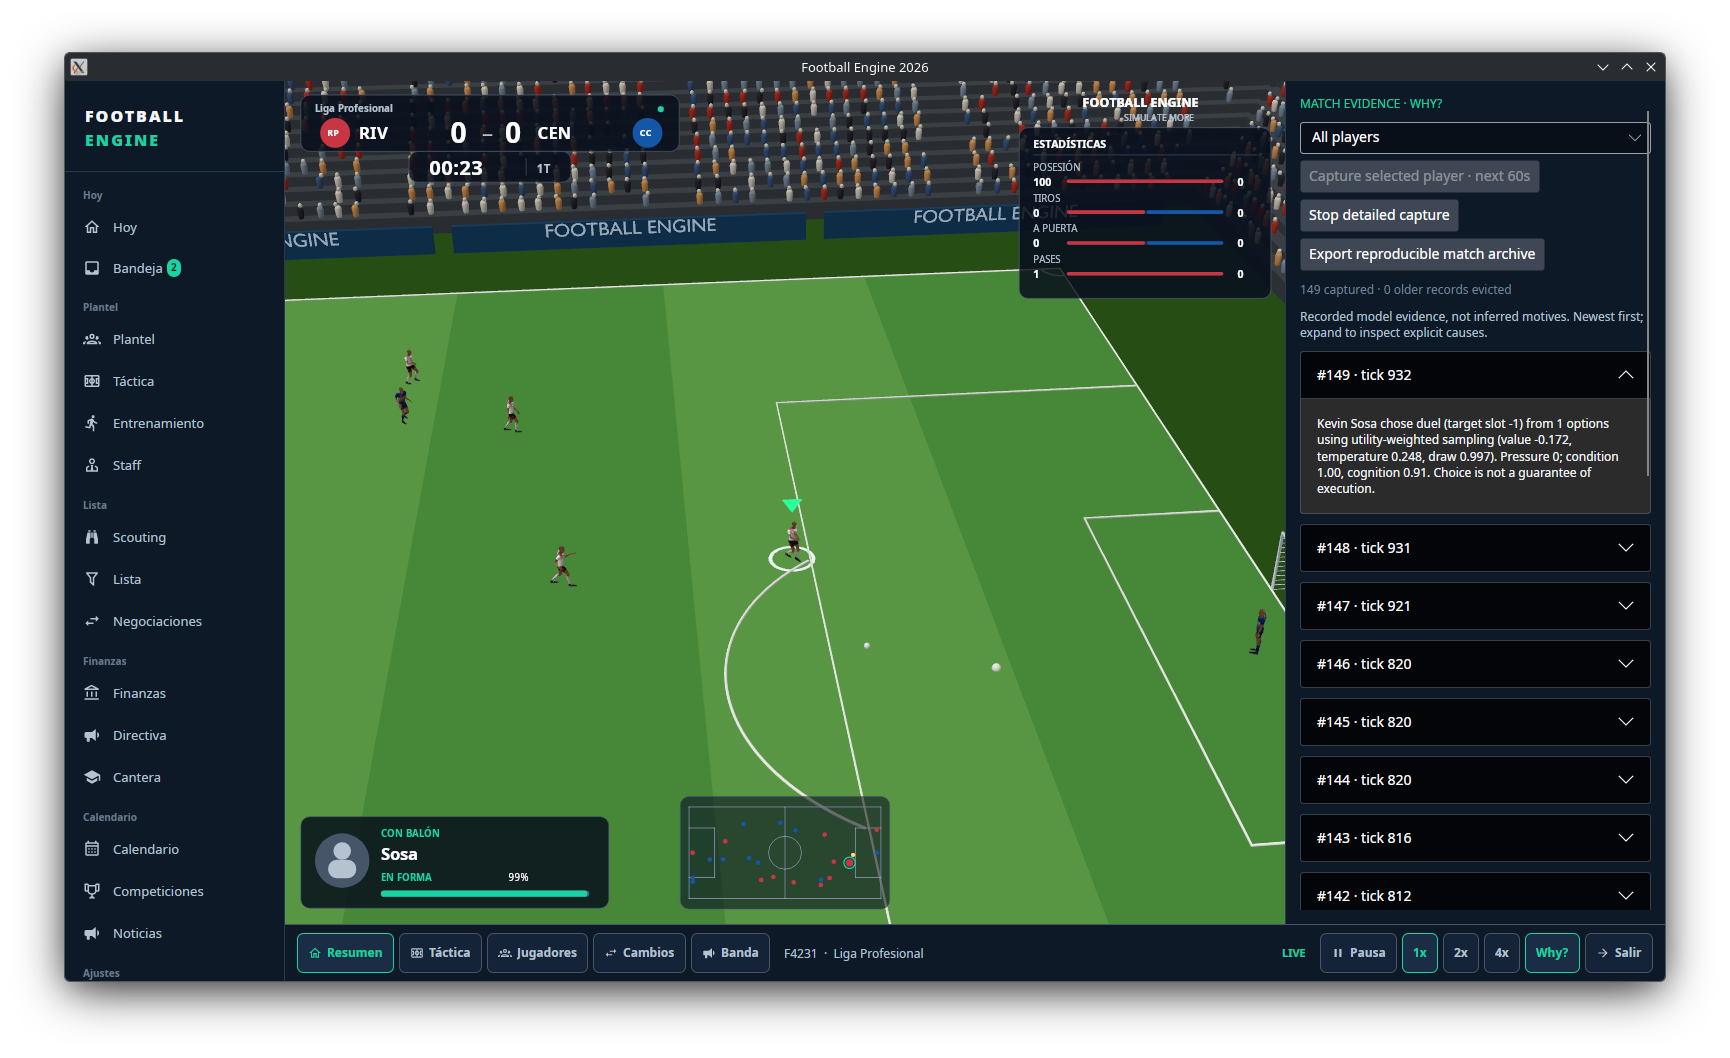 Football Engine 2026
FOOTBALL
ENGINE
Hoy
Hoy
Bandeja 2
Plantel
Plantel
Táctica
Entrenamiento
Staff
Lista
Scouting
Lista
Negociaciones
Finanzas
Finanzas
Directiva
Cantera
Calendario
Calendario
Competiciones
Noticias
Ajustes
Liga Profesional
RP RIV 0 – 0 CEN CC
00:23 1T
NGINE
FOOTBALL ENGINE
FOOTBALL ENGINE
FOOTBALL ENGINE
SIMULATE MORE
ESTADÍSTICAS
POSESIÓN
100 0
TIROS
0 0
A PUERTA
0 0
PASES
1 0
CON BALÓN
Sosa
EN FORMA 99%
MATCH EVIDENCE · WHY?
All players
Capture selected player · next 60s
Stop detailed capture
Export reproducible match archive
149 captured · 0 older records evicted
Recorded model evidence, not inferred motives. Newest first;
expand to inspect explicit causes.
#149 · tick 932
Kevin Sosa chose duel (target slot -1) from 1 options
using utility-weighted sampling (value -0.172,
temperature 0.248, draw 0.997). Pressure 0; condition
1.00, cognition 0.91. Choice is not a guarantee of
execution.
#148 · tick 931
#147 · tick 921
#146 · tick 820
#145 · tick 820
#144 · tick 820
#143 · tick 816
#142 · tick 812
Resumen Táctica Jugadores Cambios Banda F4231 · Liga Profesional LIVE Pausa 1x 2x 4x Why? Salir